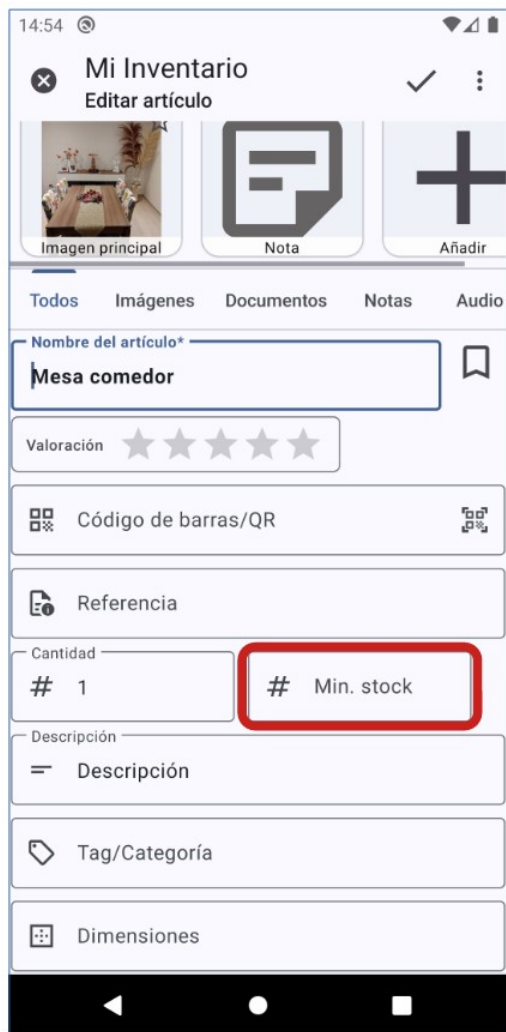 14:54
Mi Inventario
Editar artículo
Imagen principal
Nota
Añadir
Todos Imágenes Documentos Notas Audio
Nombre del artículo*
Mesa comedor
Valoración
Código de barras/QR
Referencia
Cantidad
# 1
# Min. stock
Descripción
Descripción
Tag/Categoría
Dimensiones